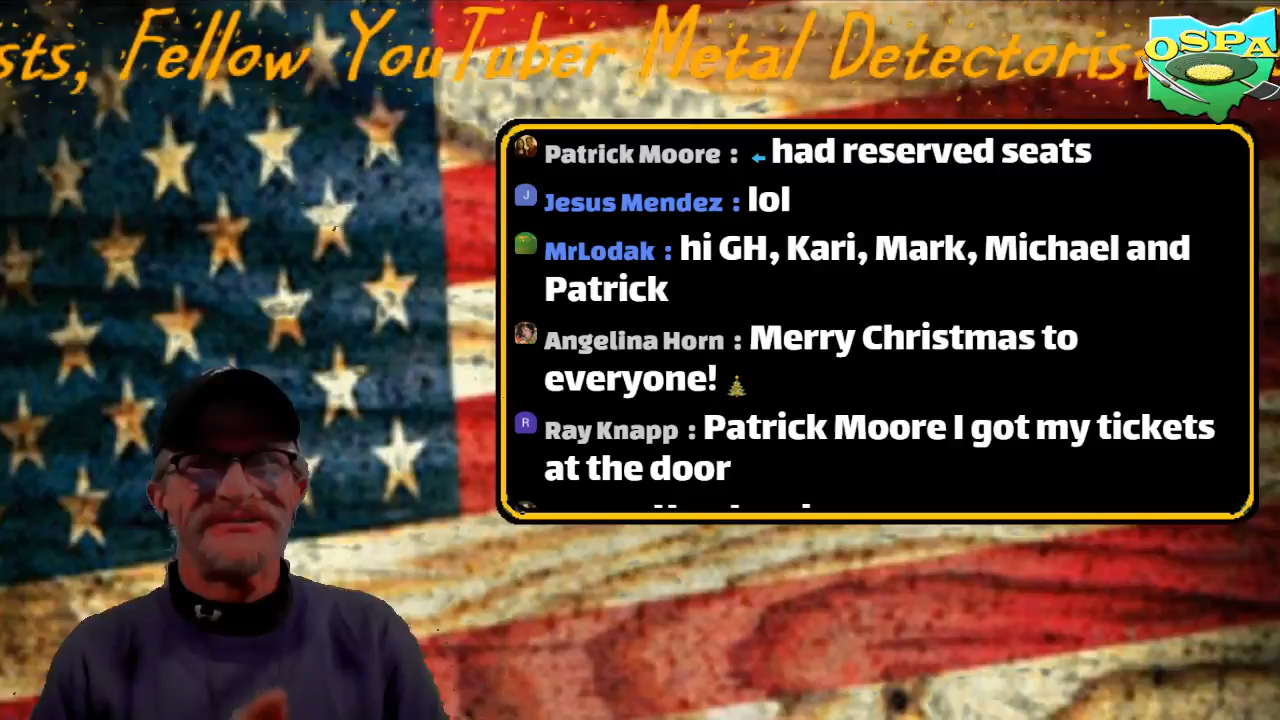 sts, Fellow YouTuber Metal Detectoris
OSPA
Patrick Moore : had reserved seats
J Jesus Mendez : lol
MrLodak : hi GH, Kari, Mark, Michael and
Patrick
Angelina Horn : Merry Christmas to
everyone!
R Ray Knapp : Patrick Moore I got my tickets
at the door